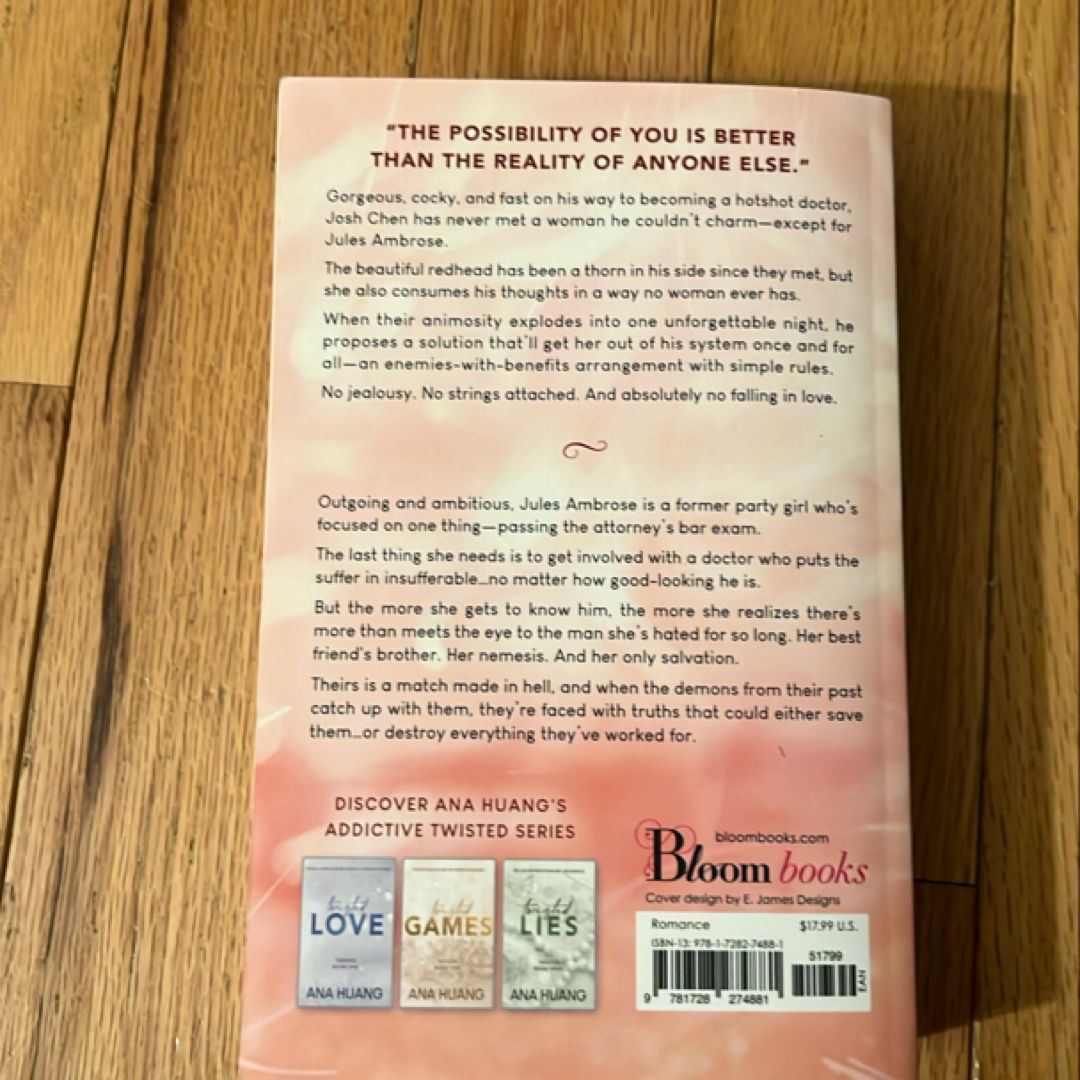 "THE POSSIBILITY OF YOU IS BETTER
THAN THE REALITY OF ANYONE ELSE."
Gorgeous, cocky, and fast on his way to becoming a hotshot doctor,
Josh Chen has never met a woman he couldn't charm—except for
Jules Ambrose.
The beautiful redhead has been a thorn in his side since they met, but
she also consumes his thoughts in a way no woman ever has.
When their animosity explodes into one unforgettable night, he
proposes a solution that'll get her out of his system once and for
all—an enemies-with-benefits arrangement with simple rules.
No jealousy. No strings attached. And absolutely no falling in love.
Outgoing and ambitious, Jules Ambrose is a former party girl who's
focused on one thing—passing the attorney's bar exam.
The last thing she needs is to get involved with a doctor who puts the
suffer in insufferable...no matter how good-looking he is.
But the more she gets to know him, the more she realizes there's
more than meets the eye to the man she's hated for so long. Her best
friend's brother. Her nemesis. And her only salvation.
Theirs is a match made in hell, and when the demons from their past
catch up with them, they're faced with truths that could either save
them...or destroy everything they've worked for.
DISCOVER ANA HUANG'S
ADDICTIVE TWISTED SERIES
twisted
LOVE
ANA HUANG
twisted
GAMES
ANA HUANG
twisted
LIES
ANA HUANG
bloombooks.com
Bloom books
Cover design by E. James Designs
Romance $17.99 U.S.
ISBN-13: 978-1-7282-7488-1
51799
EAN
9 781728 274881